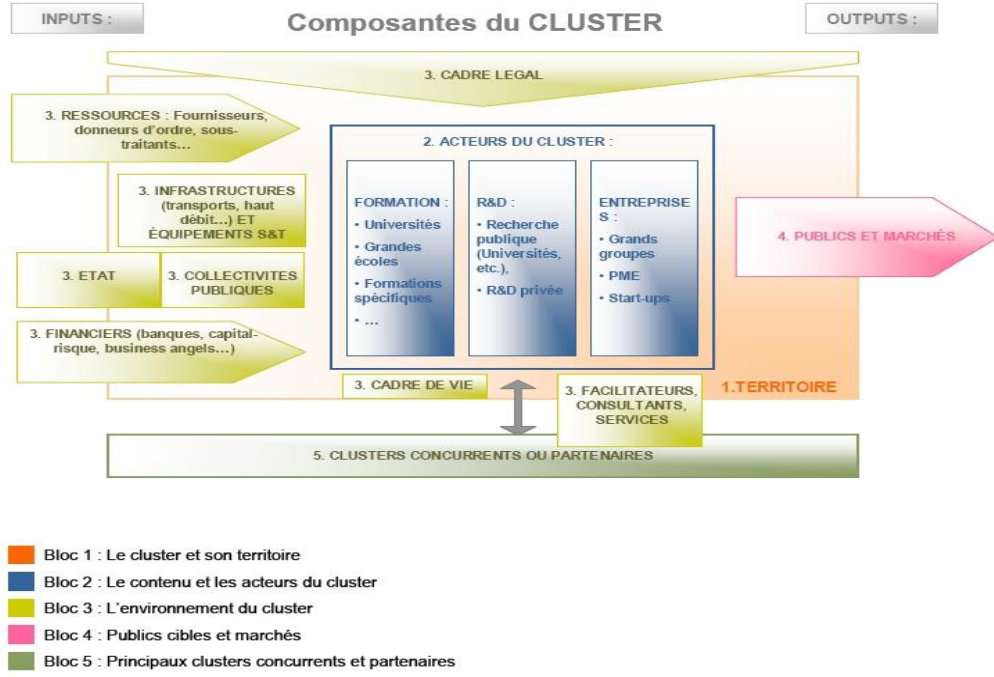 INPUTS :
Composantes du CLUSTER
OUTPUTS :
3. CADRE LEGAL
3. RESSOURCES : Fournisseurs,
donneurs d'ordre, sous-
traitants…
2. ACTEURS DU CLUSTER :
3. INFRASTRUCTURES
(transports, haut
débit…) ET
ÉQUIPEMENTS S&T
FORMATION :
• Universités
• Grandes
écoles
• Formations
spécifiques
• …
R&D :
• Recherche
publique
(Universités,
etc.),
• R&D privée
ENTREPRISE
S :
• Grands
groupes
• PME
• Start-ups
4. PUBLICS ET MARCHÉS
3. ETAT
3. COLLECTIVITES
PUBLIQUES
3. FINANCIERS (banques, capital-
risque, business angels…)
3. CADRE DE VIE
3. FACILITATEURS,
CONSULTANTS,
SERVICES
1.TERRITOIRE
5. CLUSTERS CONCURRENTS OU PARTENAIRES
Bloc 1 : Le cluster et son territoire
Bloc 2 : Le contenu et les acteurs du cluster
Bloc 3 : L'environnement du cluster
Bloc 4 : Publics cibles et marchés
Bloc 5 : Principaux clusters concurrents et partenaires